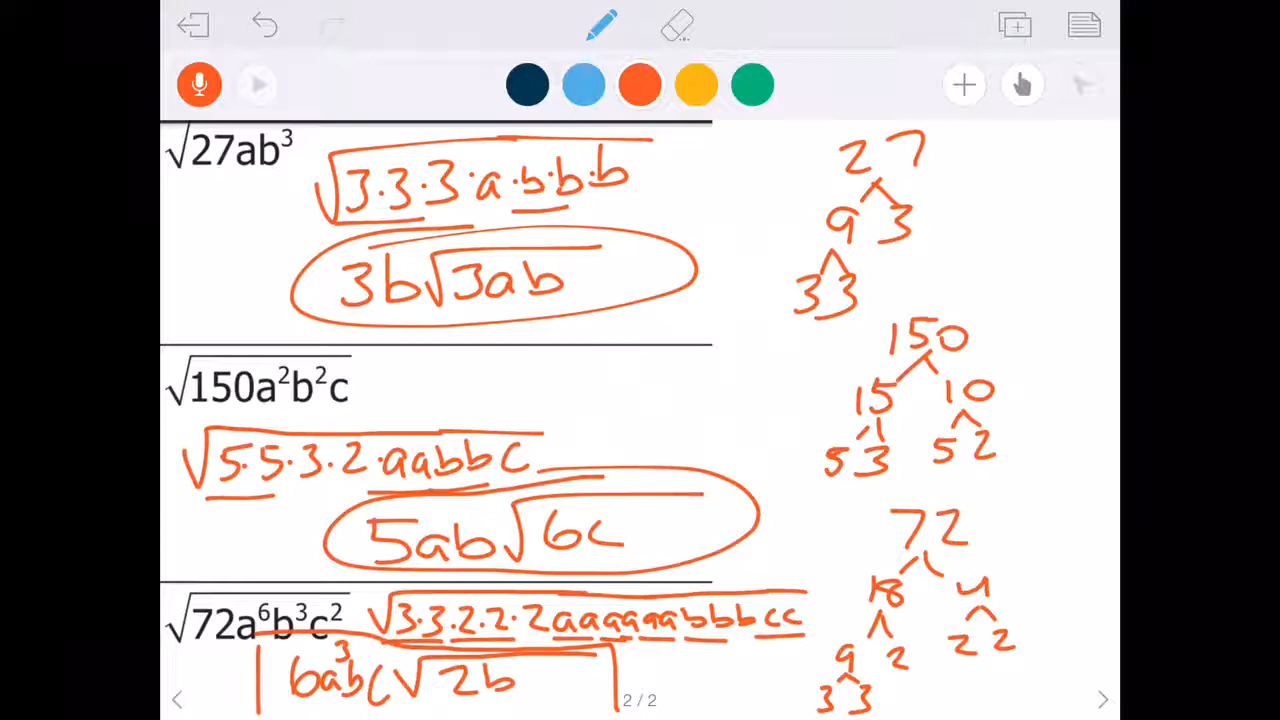 √27ab³
√3·3·3·a·b·b·b
3b√3ab
√150a²b²c
√5·5·3·2·aabbc
5ab√6c
√72a⁶b³c²
√3·3·2·2·2aaaaaabbbcc
6a³bc√2b
27
9 3
3 3
150
15 10
5 3 5 2
72
18 4
9 2 2 2
3 3
2 / 2